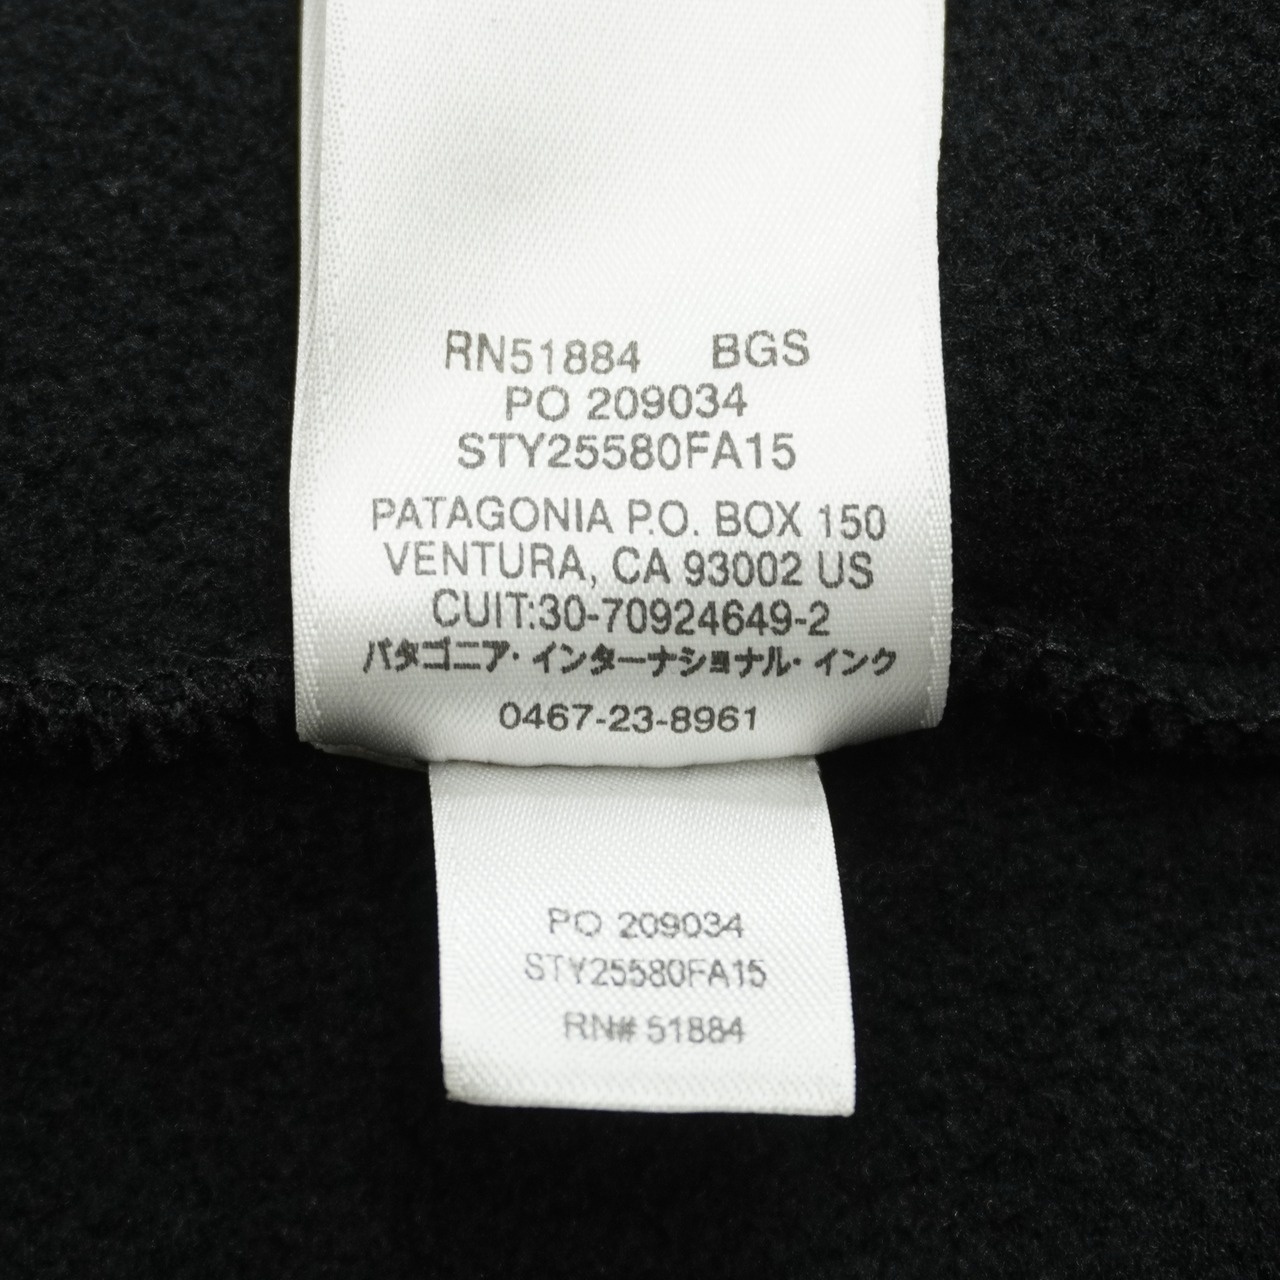 RN51884 BGS
PO 209034
STY25580FA15
PATAGONIA P.O. BOX 150
VENTURA, CA 93002 US
CUIT:30-70924649-2
パタゴニア・インターナショナル・インク
0467-23-8961
PO 209034
STY25580FA15
RN# 51884